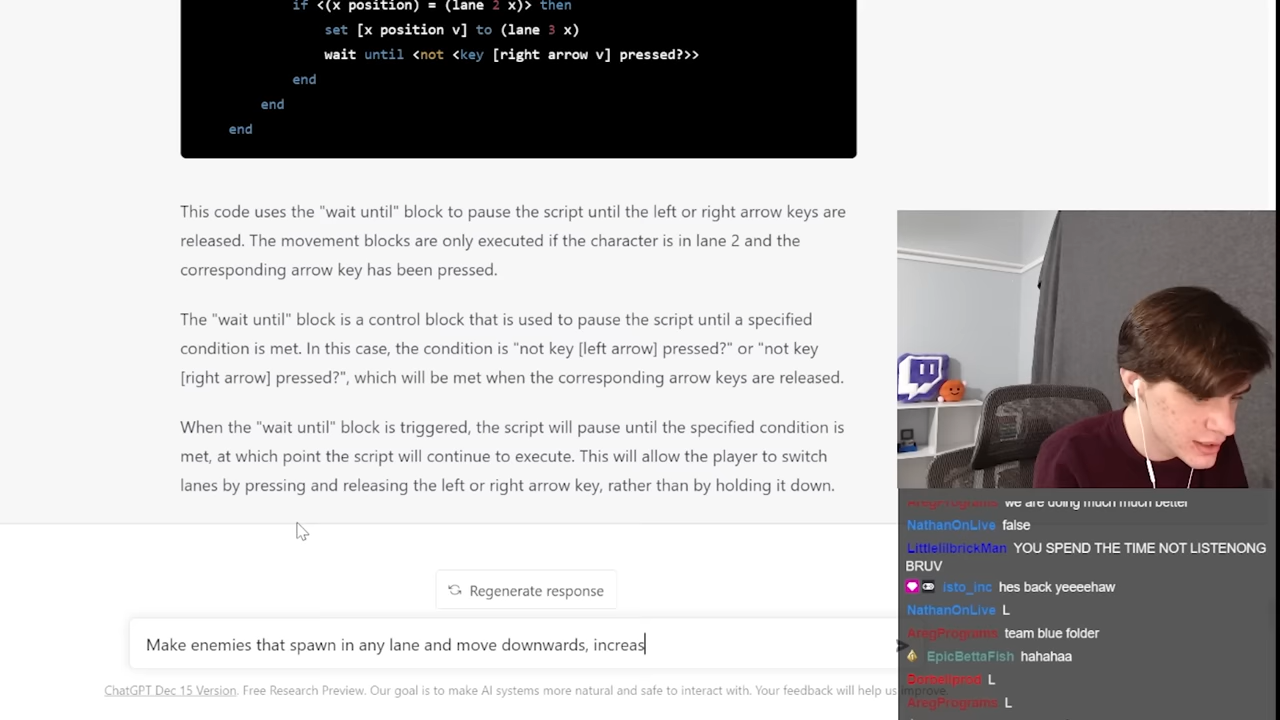 if <(x position) = (lane 2 x)> then
set [x position v] to (lane 3 x)
wait until <not <key [right arrow v] pressed?>>
end
end
end
This code uses the "wait until" block to pause the script until the left or right arrow keys are
released. The movement blocks are only executed if the character is in lane 2 and the
corresponding arrow key has been pressed.
The "wait until" block is a control block that is used to pause the script until a specified
condition is met. In this case, the condition is "not key [left arrow] pressed?" or "not key
[right arrow] pressed?", which will be met when the corresponding arrow keys are released.
When the "wait until" block is triggered, the script will pause until the specified condition is
met, at which point the script will continue to execute. This will allow the player to switch
lanes by pressing and releasing the left or right arrow key, rather than by holding it down.
Regenerate response
Make enemies that spawn in any lane and move downwards, increas
ChatGPT Dec 15 Version. Free Research Preview. Our goal is to make AI systems more natural and safe to interact with. Your feedback will help us improve.
AregPrograms we are doing much much better
NathanOnLive false
LittlelilbrickMan YOU SPEND THE TIME NOT LISTENONG
BRUV
isto_inc hes back yeeeehaw
NathanOnLive L
AregPrograms team blue folder
EpicBettaFish hahahaa
L
AregPrograms L